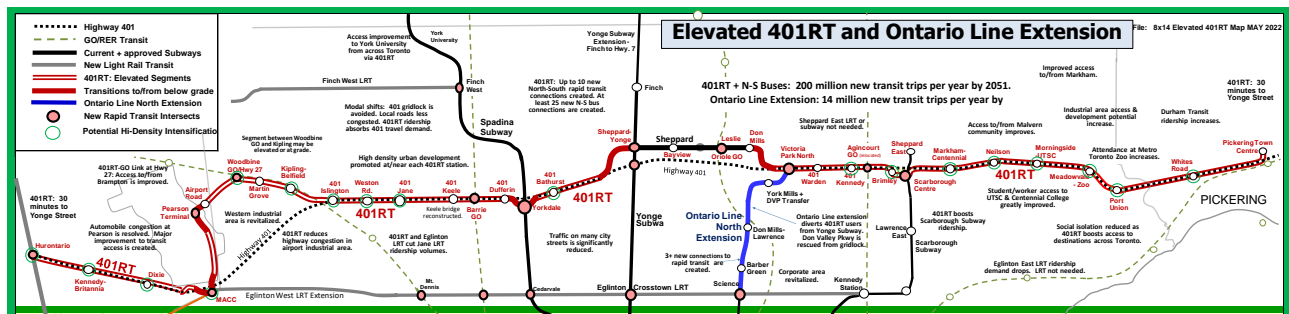 Elevated 401RT and Ontario Line Extension
File: 8x14 Elevated 401RT Map MAY 2022
Highway 401
GO/RER Transit
Current + approved Subways
New Light Rail Transit
401RT: Elevated Segments
Transitions to/from below grade
Ontario Line North Extension
New Rapid Transit Intersects
Potential Hi-Density Intensificatio
Access improvement
to York University
from across Toronto
via 401RT
York
University
Yonge Subway
Extension -
Finch to Hwy. 7
Finch West LRT
Finch
West
Finch
Modal shifts: 401 gridlock is
avoided. Local roads less
congested. 401RT ridership
absorbs 401 travel demand.
Spadina
Subway
401RT: Up to 10 new
North-South rapid transit
connections created. At
least 25 new N-S bus
connections are created.
401RT + N-S Buses: 200 million new transit trips per year by 2051.
Ontario Line Extension: 14 million new transit trips per year by
Improved access
to/from Markham.
401RT: 30
minutes to
Yonge Street
Industrial area access &
development potential
increase.
Durham Transit
ridership increases.
Access to/from Malvern
community improves.
Sheppard East LRT or
subway not needed.
Segment between Woodbine
GO and Kipling may be
elevated or at grade.
High density urban development
promoted at/near each 401RT station.
401RT-GO Link at Hwy
27: Access to/from
Brampton is improved.
Woodbine
GO/Hwy 27
Kipling-
Belfield
Martin
Grove
Airport
Road
Pearson
Terminal
401
Islington
Weston
Rd.
401
Jane
401
Keele
401
Dufferin
401
Bathurst
401RT
Keele bridge
reconstructed.
Barrie
GO
Yorkdale
401RT
Sheppard-
Yonge
Sheppard
Bayview
Leslie
Oriole GO
Don
Mills
Highway 401
Victoria
Park North
401
Warden
Agincourt
GO (Relocated)
401
Kennedy
Brimley
Sheppard
East
Scarborough
Centre
Markham-
Centennial
Neilson
401RT
Morningside
UTSC
Meadowvale
- Zoo
Attendance at Metro
Toronto Zoo increases.
Port
Union
Whites
Road
Pickering Town
Centre
PICKERING
401RT: 30
minutes to
Yonge Street
Automobile congestion
at Pearson is resolved. Major
improvement to transit
access is created.
Western industrial
area is revitalized.
401RT reduces
highway congestion in
airport industrial area.
Highway 401
401RT and Eglinton
LRT cut Jane LRT
ridership volumes.
Traffic on many city
streets is significantly
reduced.
Yonge
Subwa
Ontario Line
North
Extension
York Mills +
DVP Transfer
Don Mills-
Lawrence
Ontario Line extension
diverts 401RT users
from Yonge Subway.
Don Valley Pkwy is
rescued from gridlock.
3+ new connections to
rapid transit are
created.
Barber
Green
Corporate area
revitalized.
Lawrence
East
Scarborough
Subway
401RT boosts
Scarborough Subway
ridership.
Student/worker access to
UTSC & Centennial College
greatly improved.
Social isolation reduced as
401RT boosts access to
destinations across Toronto.
Eglinton East LRT ridership
demand drops. LRT not needed.
Hurontario
401RT
Kennedy-
Britannia
Dixie
MACC
Eglinton West LRT Extension
Mt.
Dennis
Cedarvale
Eglinton
Crosstown LRT
Science
Kennedy
Station